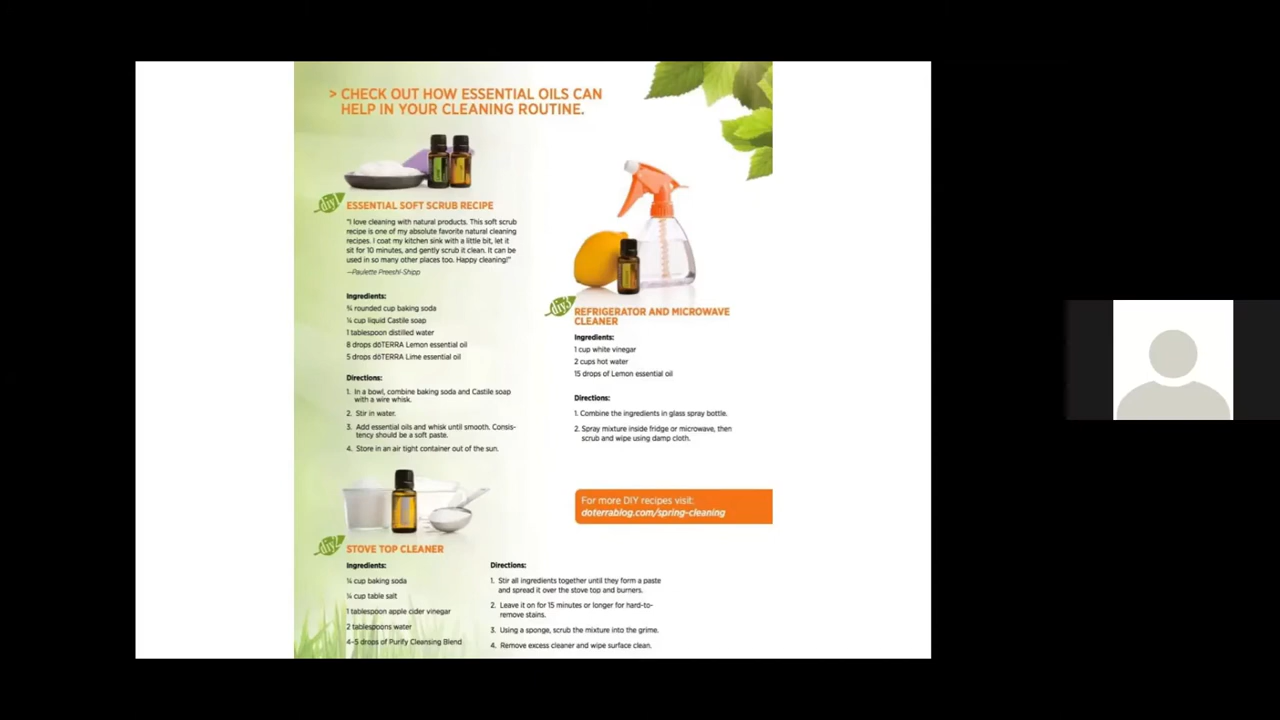 > CHECK OUT HOW ESSENTIAL OILS CAN
HELP IN YOUR CLEANING ROUTINE.
diy!
ESSENTIAL SOFT SCRUB RECIPE
"I love cleaning with natural products. This soft scrub
recipe is one of my absolute favorite natural cleaning
recipes. I coat my kitchen sink with a little bit, let it
sit for 10 minutes, and gently scrub it clean. It can be
used in so many other places too. Happy cleaning!"
—Paulette Preeshl-Shipp
Ingredients:
¾ rounded cup baking soda
¼ cup liquid Castile soap
1 tablespoon distilled water
8 drops dōTERRA Lemon essential oil
5 drops dōTERRA Lime essential oil
Directions:
1. In a bowl, combine baking soda and Castile soap
with a wire whisk.
2. Stir in water.
3. Add essential oils and whisk until smooth. Consis-
tency should be a soft paste.
4. Store in an air tight container out of the sun.
diy!
REFRIGERATOR AND MICROWAVE
CLEANER
Ingredients:
1 cup white vinegar
2 cups hot water
15 drops of Lemon essential oil
Directions:
1. Combine the ingredients in glass spray bottle.
2. Spray mixture inside fridge or microwave, then
scrub and wipe using damp cloth.
For more DIY recipes visit:
doterrablog.com/spring-cleaning
diy!
STOVE TOP CLEANER
Ingredients:
¼ cup baking soda
¼ cup table salt
1 tablespoon apple cider vinegar
2 tablespoons water
4–5 drops of Purify Cleansing Blend
Directions:
1. Stir all ingredients together until they form a paste
and spread it over the stove top and burners.
2. Leave it on for 15 minutes or longer for hard-to-
remove stains.
3. Using a sponge, scrub the mixture into the grime.
4. Remove excess cleaner and wipe surface clean.